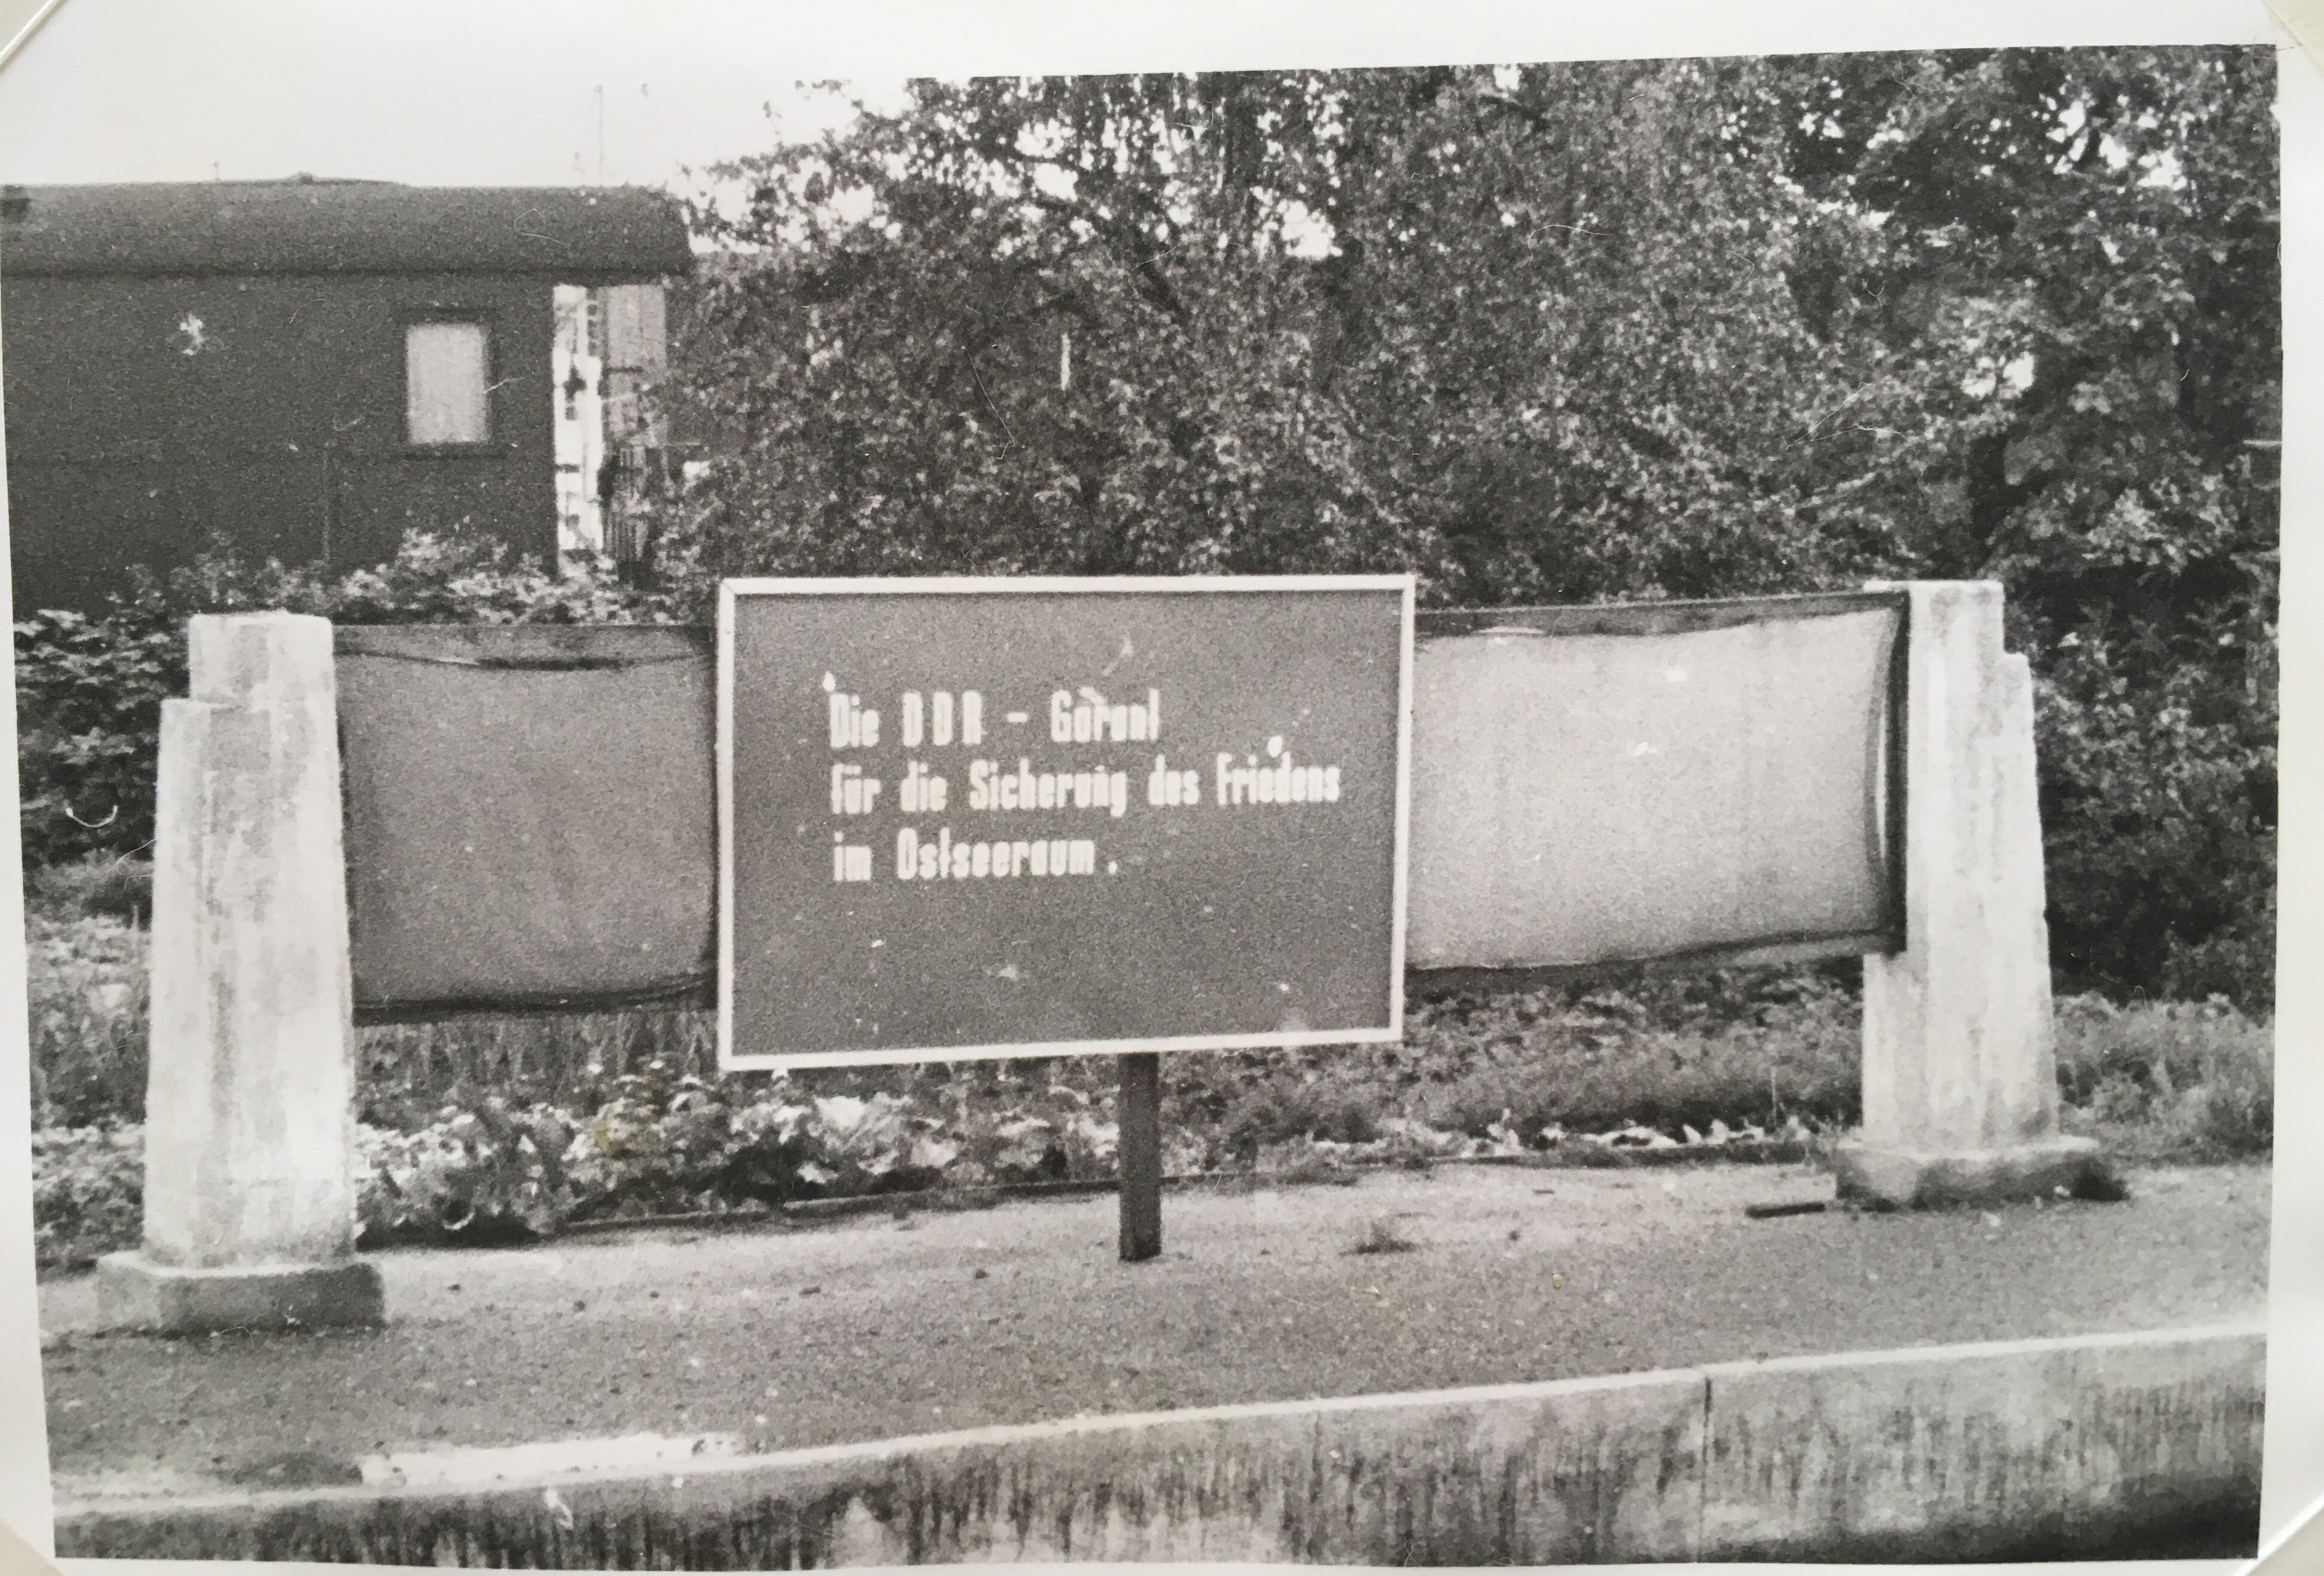 Die DDR - Garant
für die Sicherung des Friedens
im Ostseeraum.